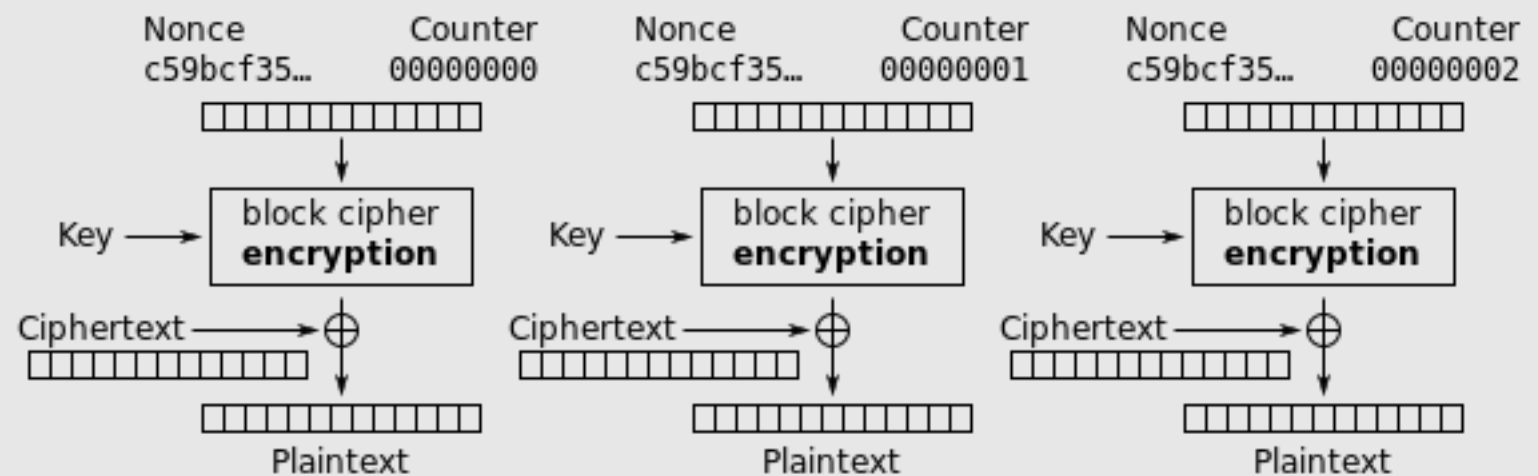 Nonce Counter Nonce Counter Nonce Counter
c59bcf35… 00000000 c59bcf35… 00000001 c59bcf35… 00000002
block cipher block cipher block cipher
Key encryption Key encryption Key encryption
Ciphertext Ciphertext Ciphertext
Plaintext Plaintext Plaintext